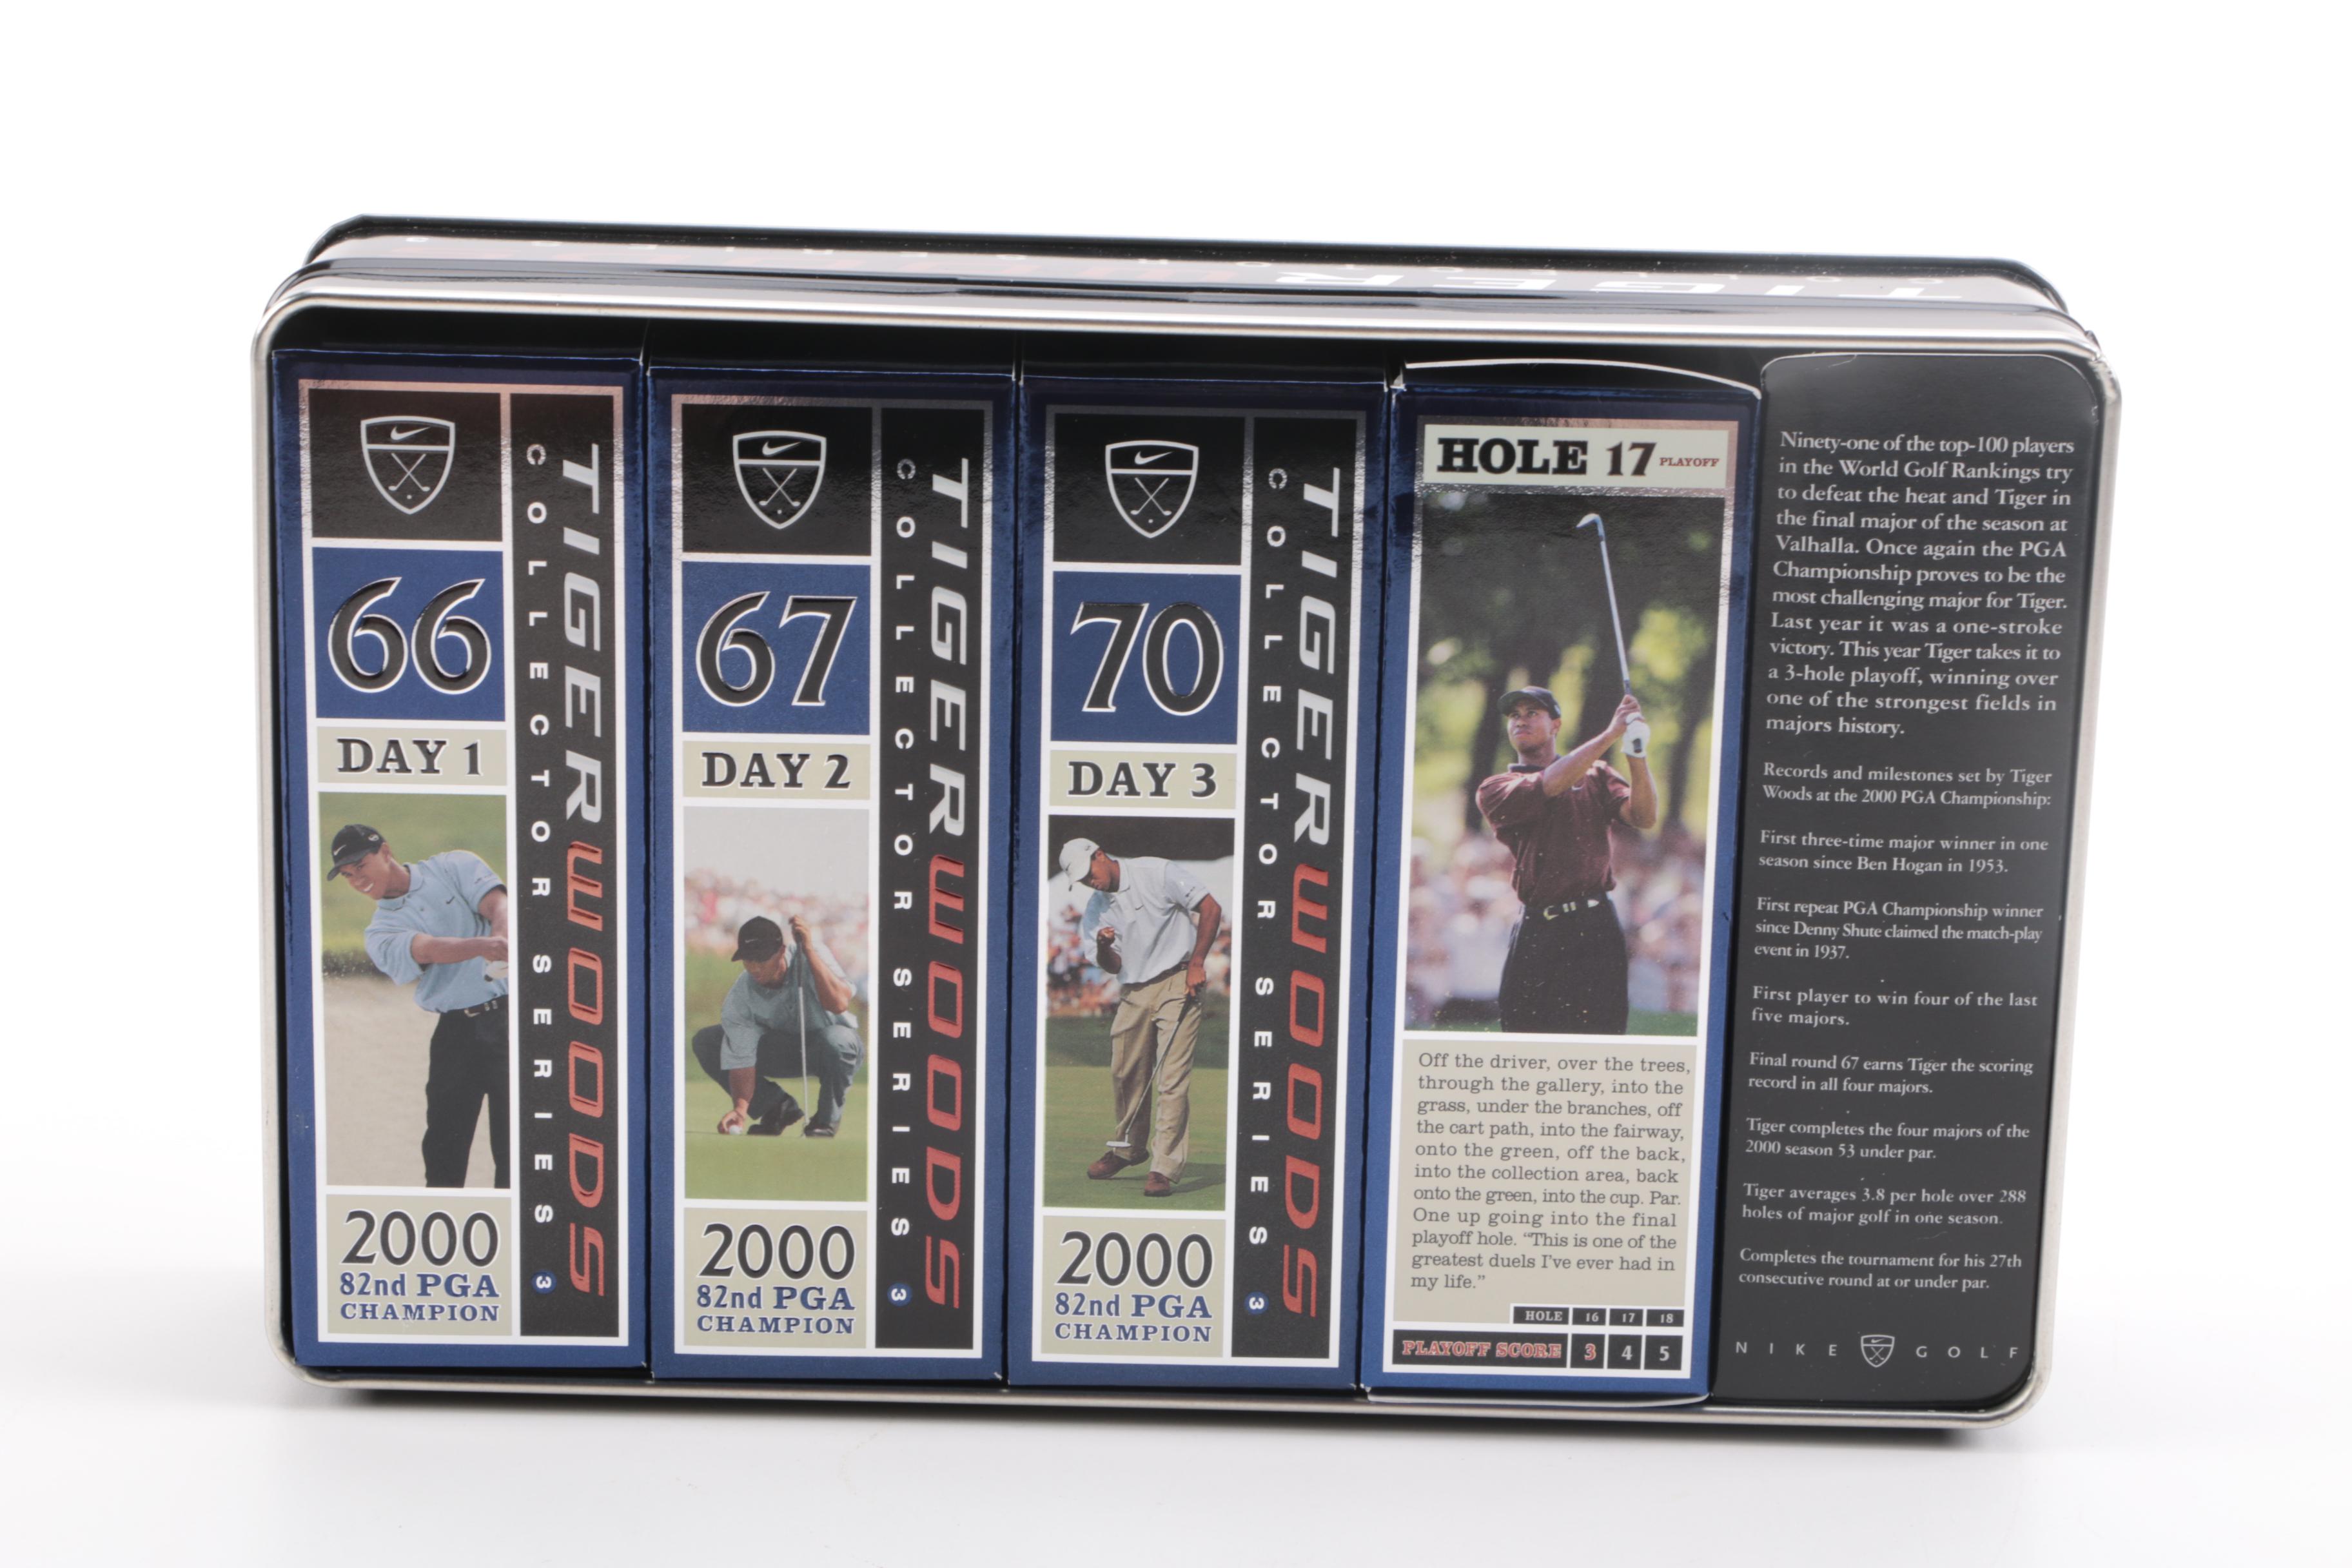 TIGER
66
DAY 1
2000
82nd PGA
CHAMPION
TIGER WOODS
COLLECTOR SERIES 3
67
DAY 2
2000
82nd PGA
CHAMPION
TIGER WOODS
COLLECTOR SERIES 3
70
DAY 3
2000
82nd PGA
CHAMPION
TIGER WOODS
COLLECTOR SERIES 3
HOLE 17 PLAYOFF
Off the driver, over the trees,
through the gallery, into the
grass, under the branches, off
the cart path, into the fairway,
onto the green, off the back,
into the collection area, back
onto the green, into the cup. Par.
One up going into the final
playoff hole. “This is one of the
greatest duels I’ve ever had in
my life.”
HOLE 16 17 18
PLAYOFF SCORE 3 4 5
Ninety-one of the top-100 players
in the World Golf Rankings try
to defeat the heat and Tiger in
the final major of the season at
Valhalla. Once again the PGA
Championship proves to be the
most challenging major for Tiger.
Last year it was a one-stroke
victory. This year Tiger takes it to
a 3-hole playoff, winning over
one of the strongest fields in
majors history.
Records and milestones set by Tiger
Woods at the 2000 PGA Championship:
First three-time major winner in one
season since Ben Hogan in 1953.
First repeat PGA Championship winner
since Denny Shute claimed the match-play
event in 1937.
First player to win four of the last
five majors.
Final round 67 earns Tiger the scoring
record in all four majors.
Tiger completes the four majors of the
2000 season 53 under par.
Tiger averages 3.8 per hole over 288
holes of major golf in one season.
Completes the tournament for his 27th
consecutive round at or under par.
NIKE GOLF